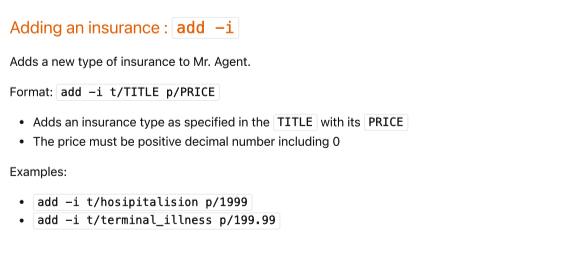 Adding an insurance : add -i
Adds a new type of insurance to Mr. Agent.
Format: add -i t/TITLE p/PRICE
• Adds an insurance type as specified in the TITLE with its PRICE
• The price must be positive decimal number including 0
Examples:
• add -i t/hosipitalision p/1999
• add -i t/terminal_illness p/199.99